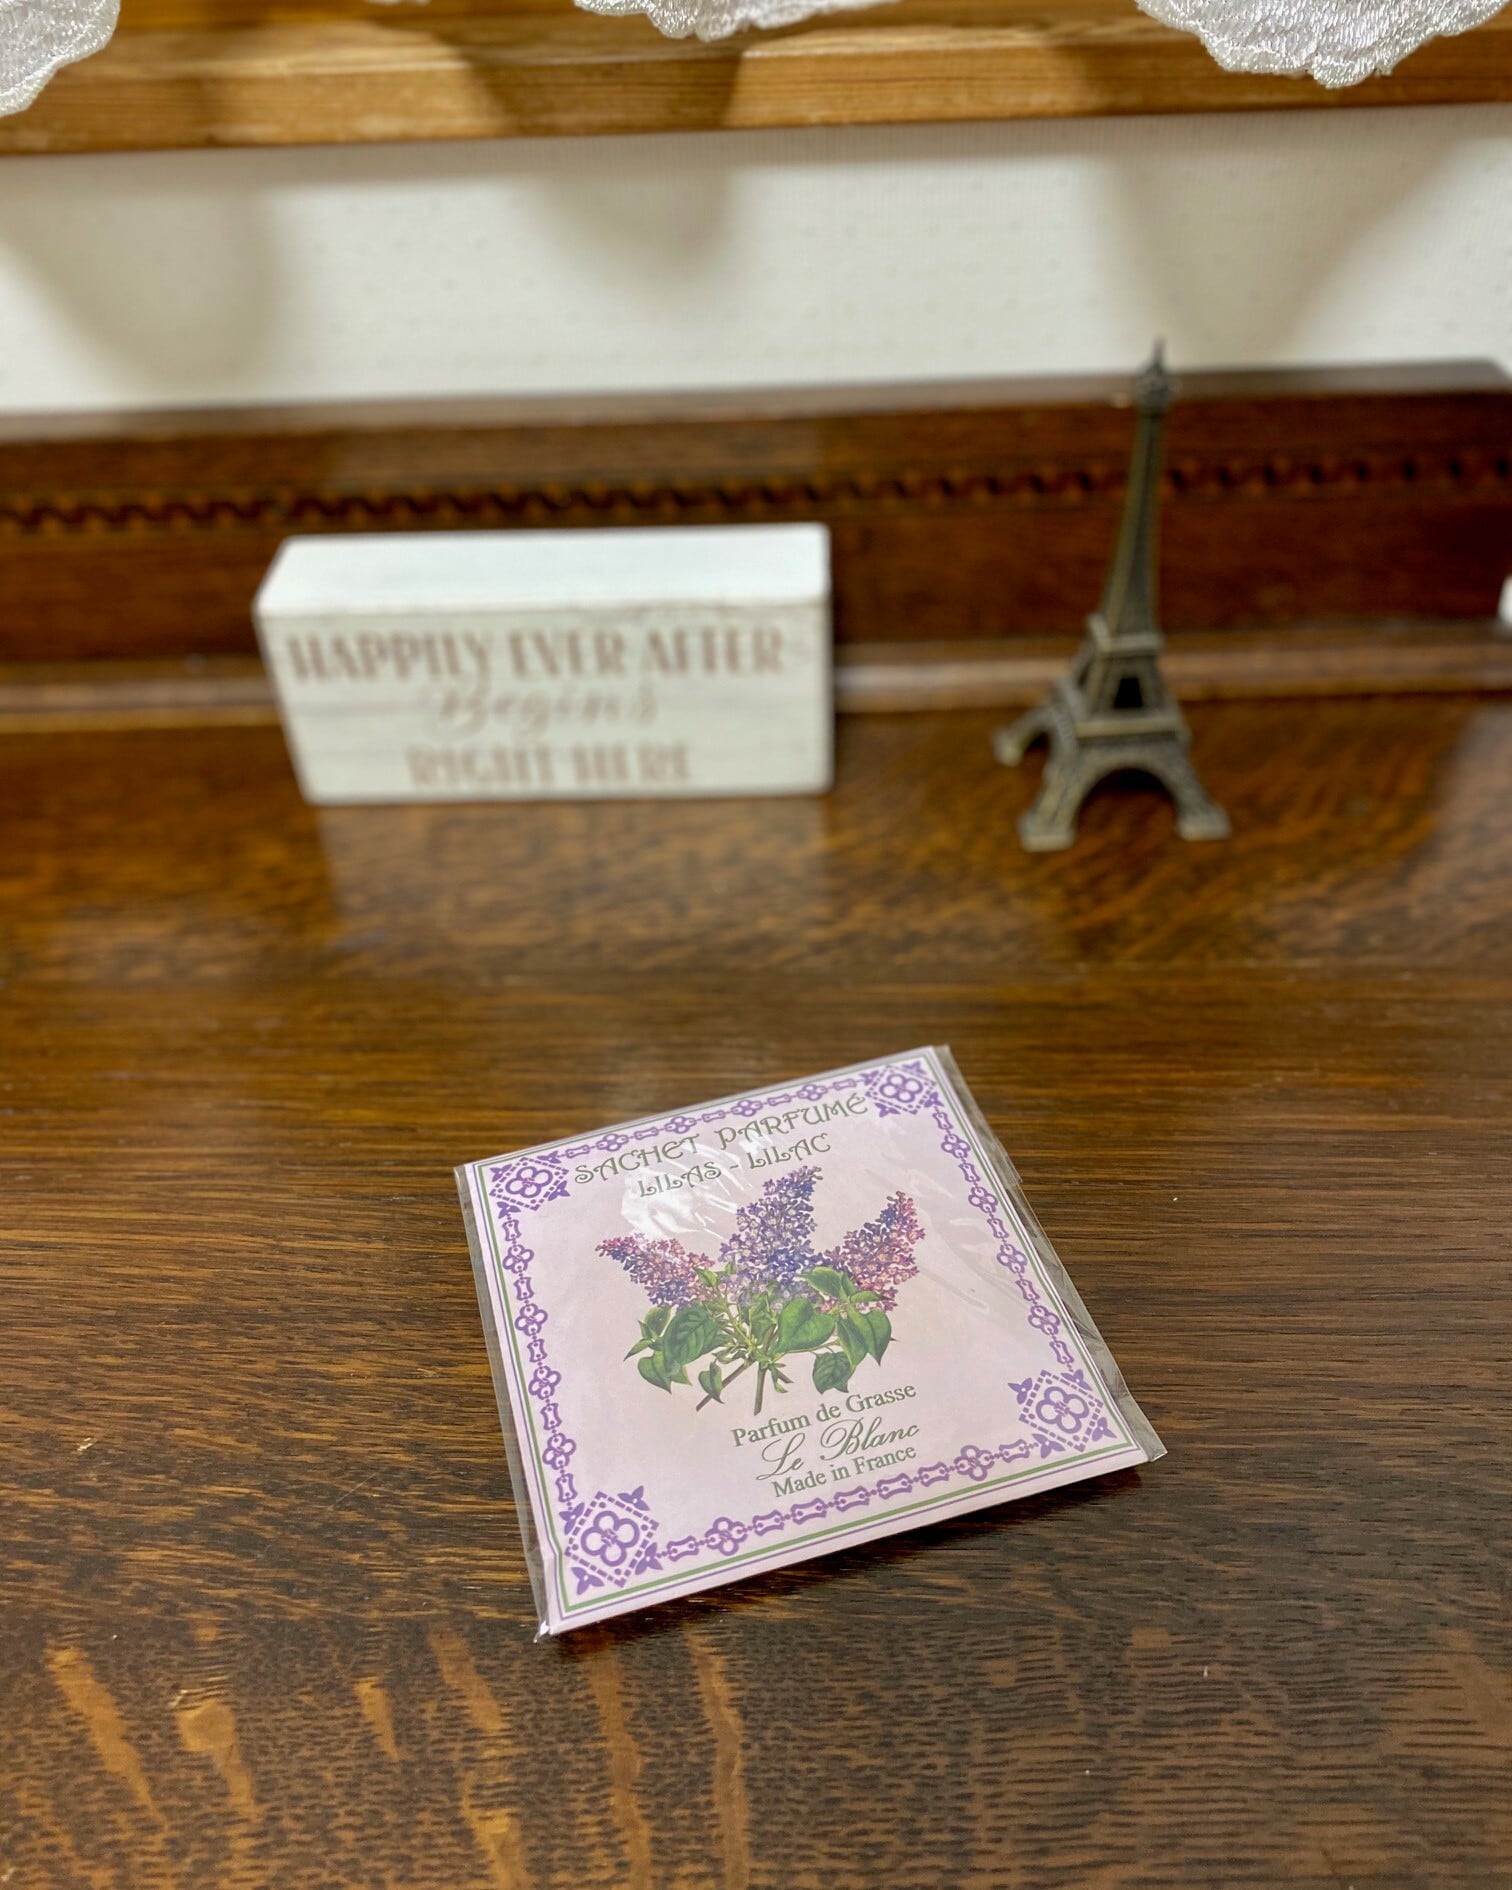 HAPPILY EVER AFTER
Begins
RIGHT HERE
SACHET PARFUMÉ
LILAS - LILAC
Parfum de Grasse
Le Blanc
Made in France